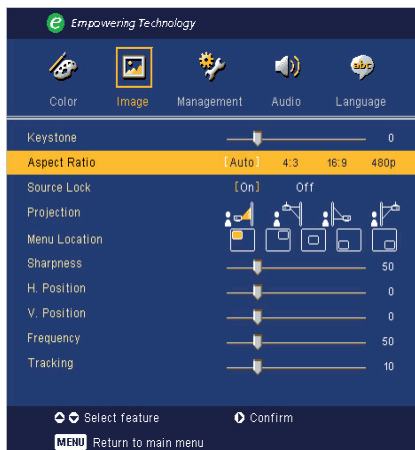 e Empowering Technology
abc
Color Image Management Audio Language
Keystone 0
Aspect Ratio [Auto] 4:3 16:9 480p
Source Lock [On] Off
Projection
Menu Location
Sharpness 50
H. Position 0
V. Position 0
Frequency 50
Tracking 10
Select feature Confirm
MENU Return to main menu